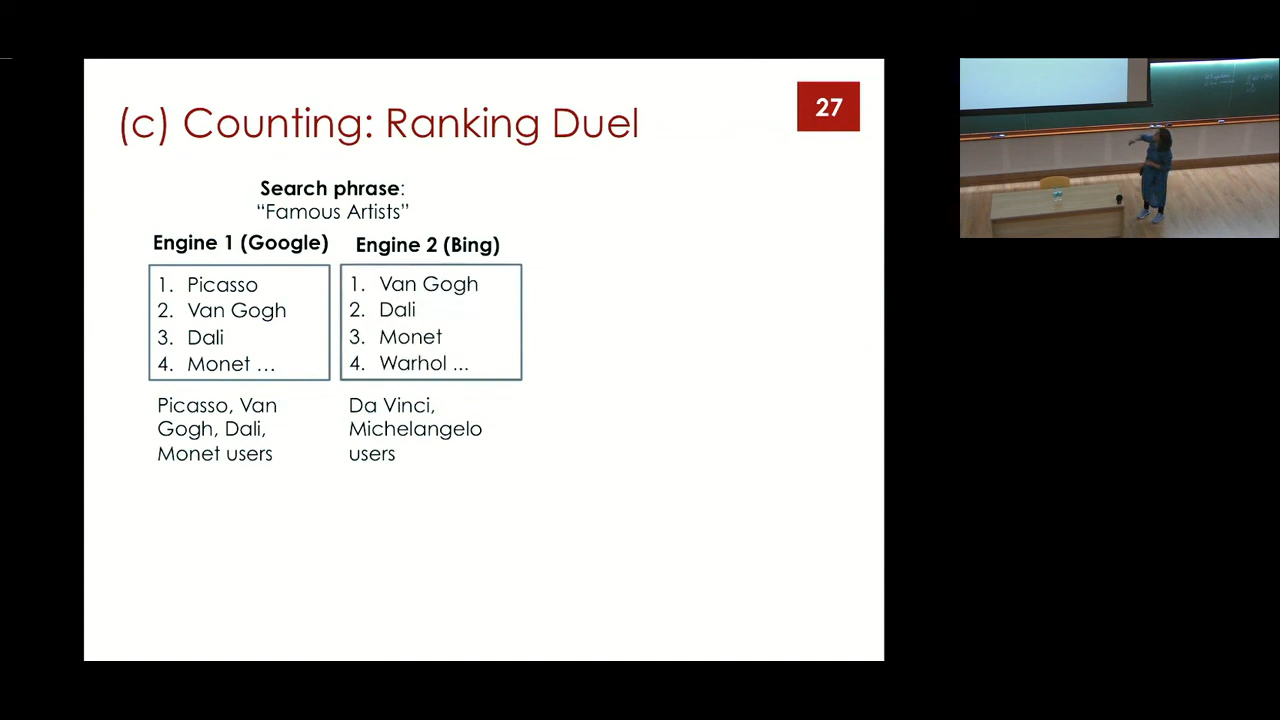 (c) Counting: Ranking Duel
27
Search phrase:
“Famous Artists”
Engine 1 (Google)
1. Picasso
2. Van Gogh
3. Dali
4. Monet …
Picasso, Van
Gogh, Dali,
Monet users
Engine 2 (Bing)
1. Van Gogh
2. Dali
3. Monet
4. Warhol ...
Da Vinci,
Michelangelo
users